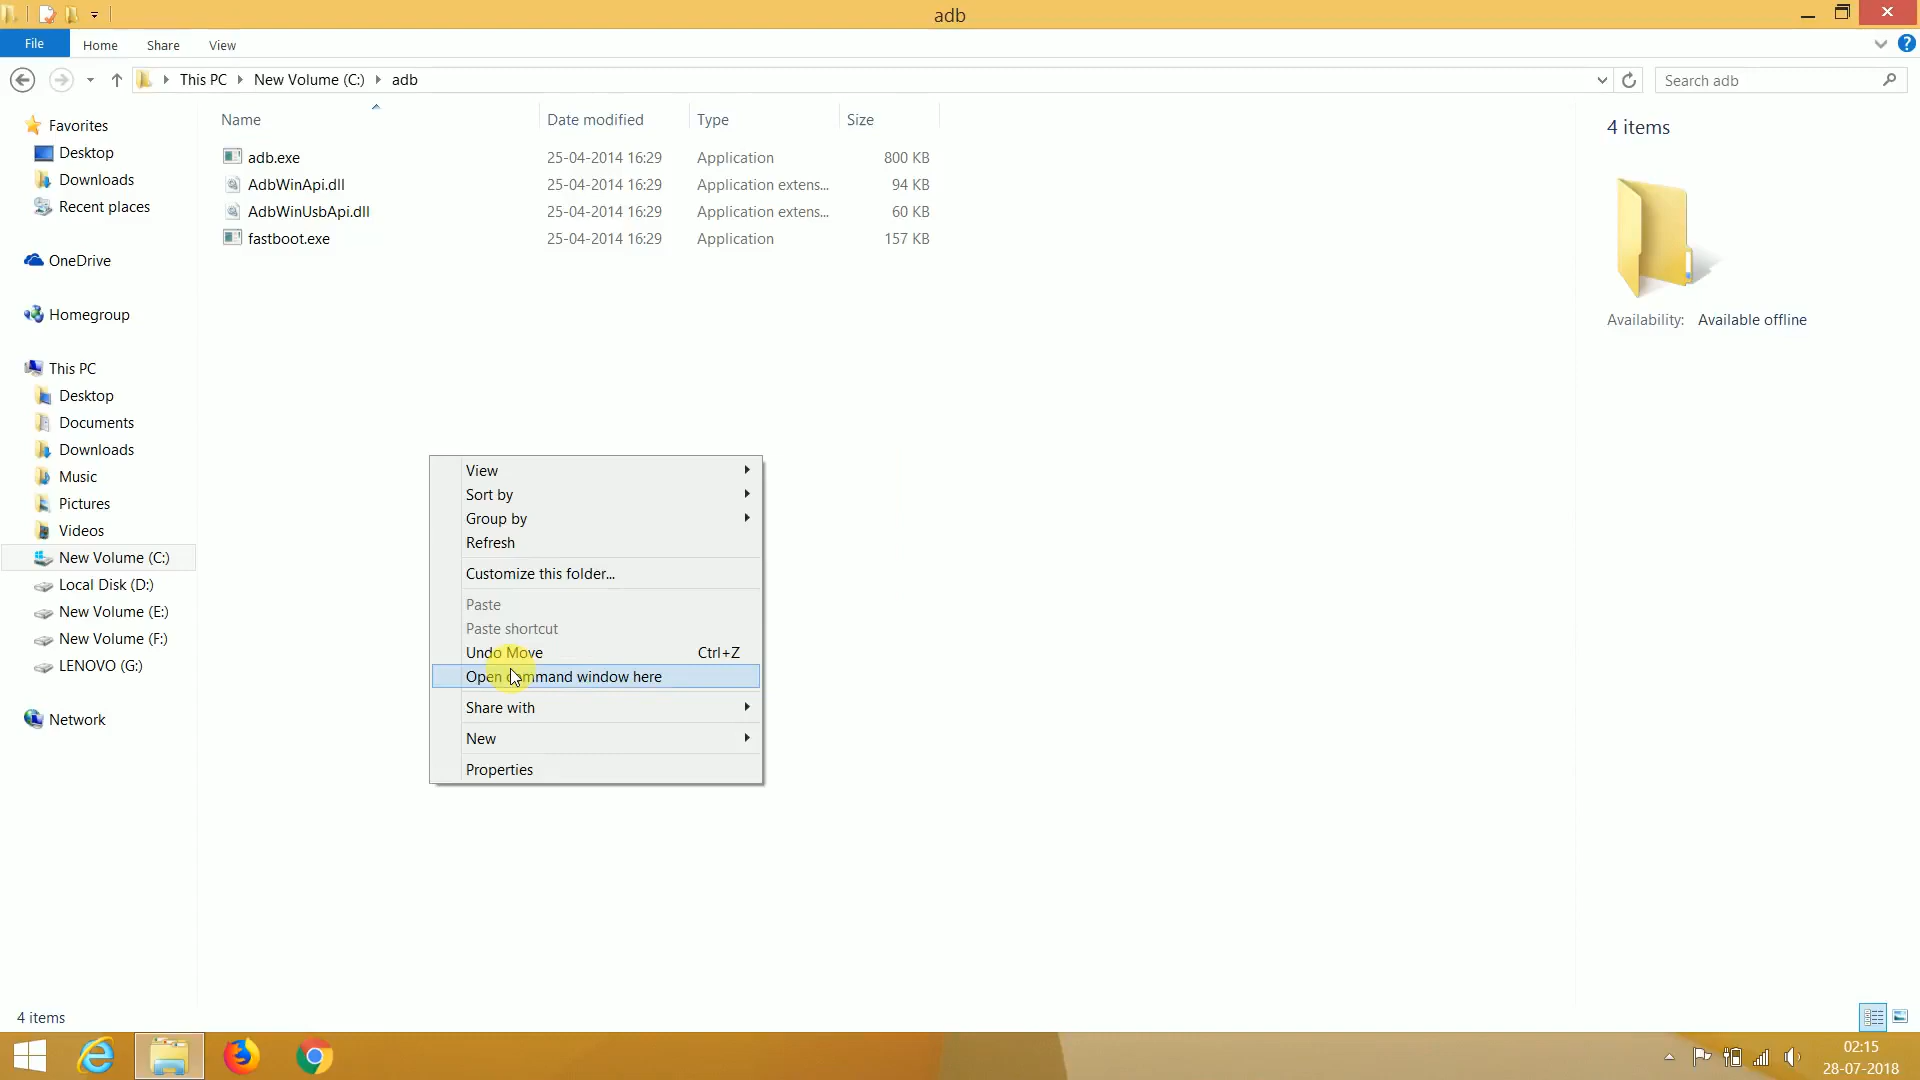 adb
File Home Share View
This PC New Volume (C:) adb
Search adb
Name Date modified Type Size
adb.exe 25-04-2014 16:29 Application 800 KB
AdbWinApi.dll 25-04-2014 16:29 Application extens... 94 KB
AdbWinUsbApi.dll 25-04-2014 16:29 Application extens... 60 KB
fastboot.exe 25-04-2014 16:29 Application 157 KB
Favorites
Desktop
Downloads
Recent places
OneDrive
Homegroup
This PC
Desktop
Documents
Downloads
Music
Pictures
Videos
New Volume (C:)
Local Disk (D:)
New Volume (E:)
New Volume (F:)
LENOVO (G:)
Network
View
Sort by
Group by
Refresh
Customize this folder...
Paste
Paste shortcut
Undo Move Ctrl+Z
Open command window here
Share with
New
Properties
4 items
Availability: Available offline
4 items
02:15
28-07-2018